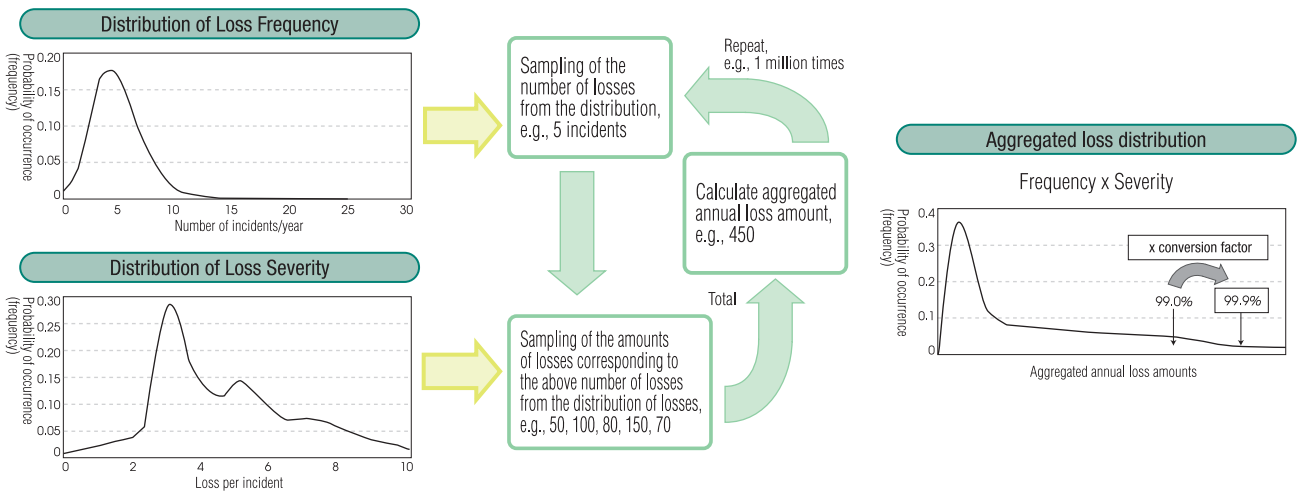 Distribution of Loss Frequency
Probability of occurrence
(frequency)
0.20
0.15
0.10
0.05
0
0 5 10 15 20 25 30
Number of incidents/year
Distribution of Loss Severity
Probability of occurrence
(frequency)
0.30
0.25
0.20
0.15
0.10
0.05
0
0 2 4 6 8 10
Loss per incident
Sampling of the
number of losses
from the distribution,
e.g., 5 incidents
Sampling of the amounts
of losses corresponding to
the above number of losses
from the distribution of losses,
e.g., 50, 100, 80, 150, 70
Total
Calculate aggregated
annual loss amount,
e.g., 450
Repeat,
e.g., 1 million times
Aggregated loss distribution
Frequency x Severity
Probability of occurrence
(frequency)
0.4
0.3
0.2
0.1
0
x conversion factor
99.0% 99.9%
Aggregated annual loss amounts